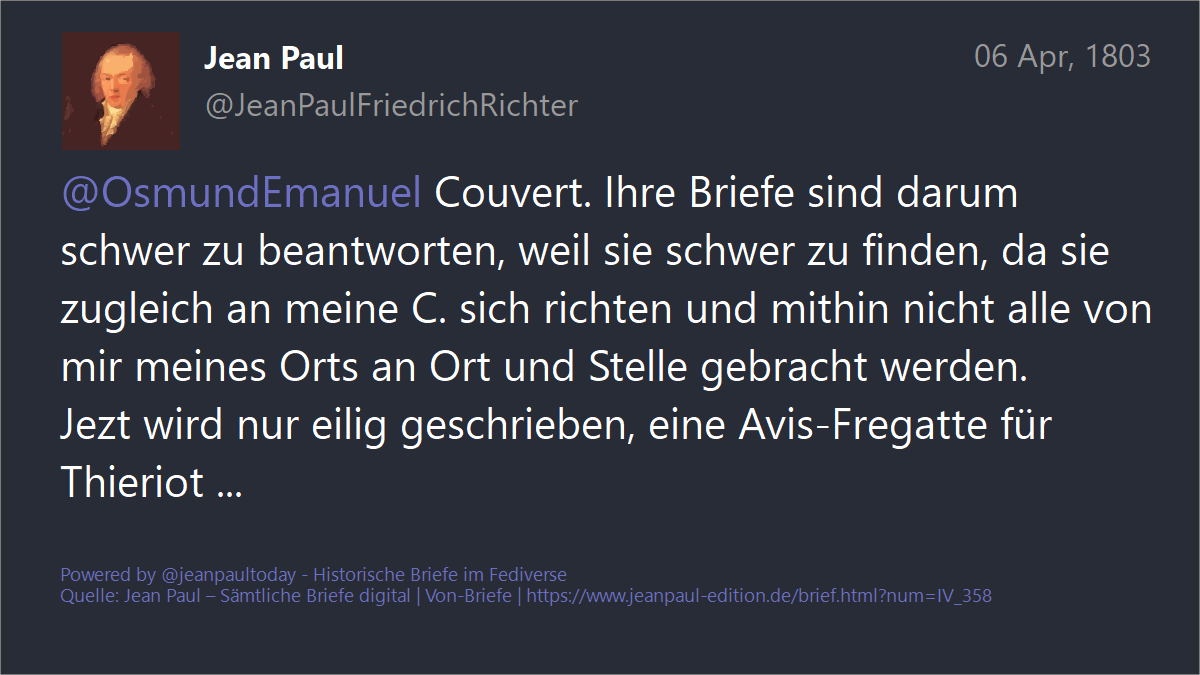 Jean Paul
06 Apr, 1803
@JeanPaulFriedrichRichter
@OsmundEmanuel Couvert. Ihre Briefe sind darum
schwer zu beantworten, weil sie schwer zu finden, da sie
zugleich an meine C. sich richten und mithin nicht alle von
mir meines Orts an Ort und Stelle gebracht werden.
Jezt wird nur eilig geschrieben, eine Avis-Fregatte für
Thieriot ...
Powered by @jeanpaultoday - Historische Briefe im Fediverse
Quelle: Jean Paul – Sämtliche Briefe digital | Von-Briefe | https://www.jeanpaul-edition.de/brief.html?num=IV_358